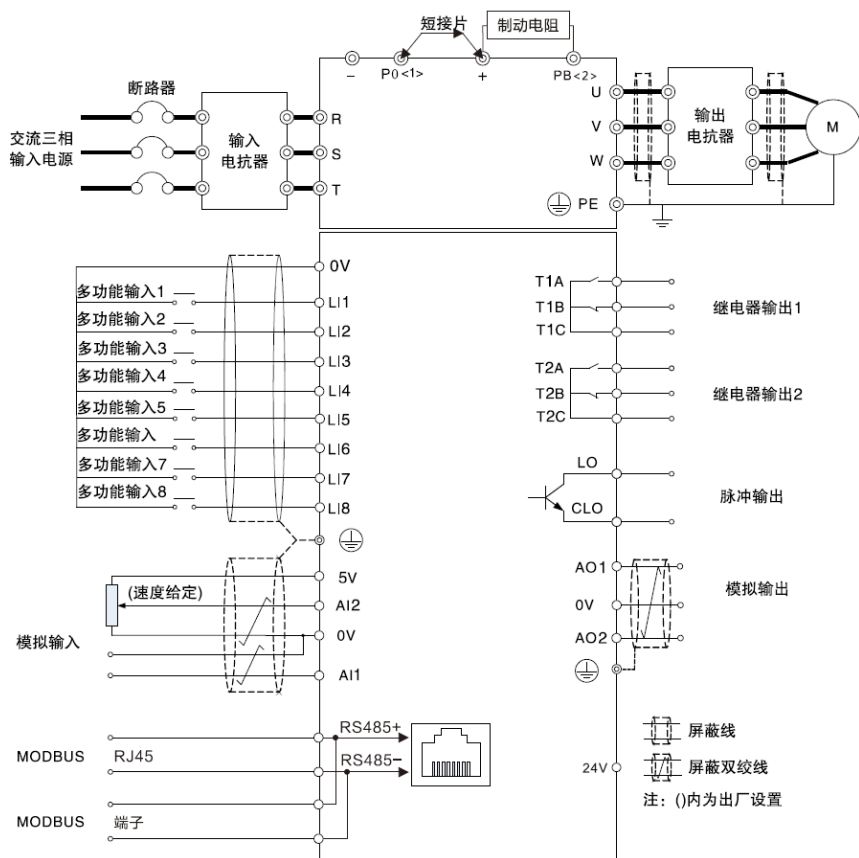 短接片
制动电阻
−
P0<1>
+
PB<2>
断路器
交流三相
输入电源
输入
电抗器
R
S
T
U
V
W
输出
电抗器
M
PE
0V
多功能输入1
LI1
多功能输入2
LI2
多功能输入3
LI3
多功能输入4
LI4
多功能输入5
LI5
多功能输入
LI6
多功能输入7
LI7
多功能输入8
LI8
T1A
T1B
T1C
继电器输出1
T2A
T2B
T2C
继电器输出2
LO
CLO
脉冲输出
5V
(速度给定)
AI2
0V
模拟输入
AI1
AO1
0V
AO2
模拟输出
RS485+
MODBUS
RJ45
RS485−
MODBUS
端子
24V
屏蔽线
屏蔽双绞线
注：()内为出厂设置